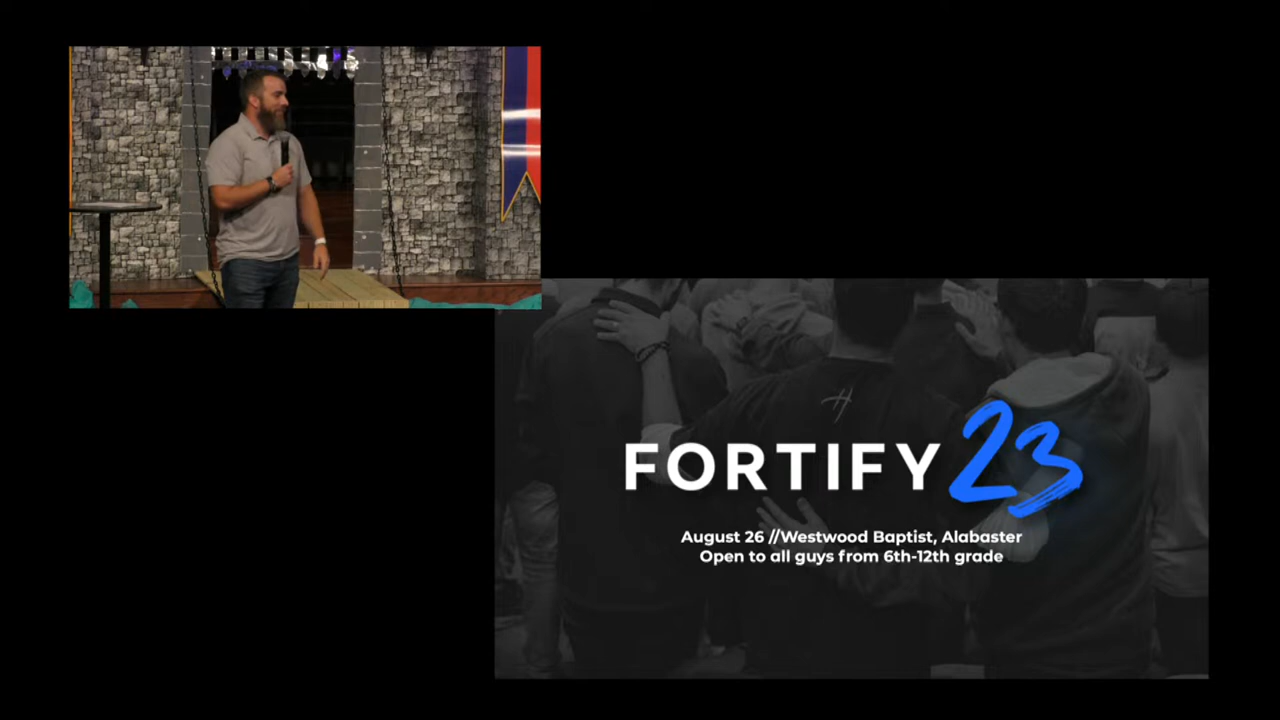 FORTIFY 23
August 26 //Westwood Baptist, Alabaster
Open to all guys from 6th-12th grade